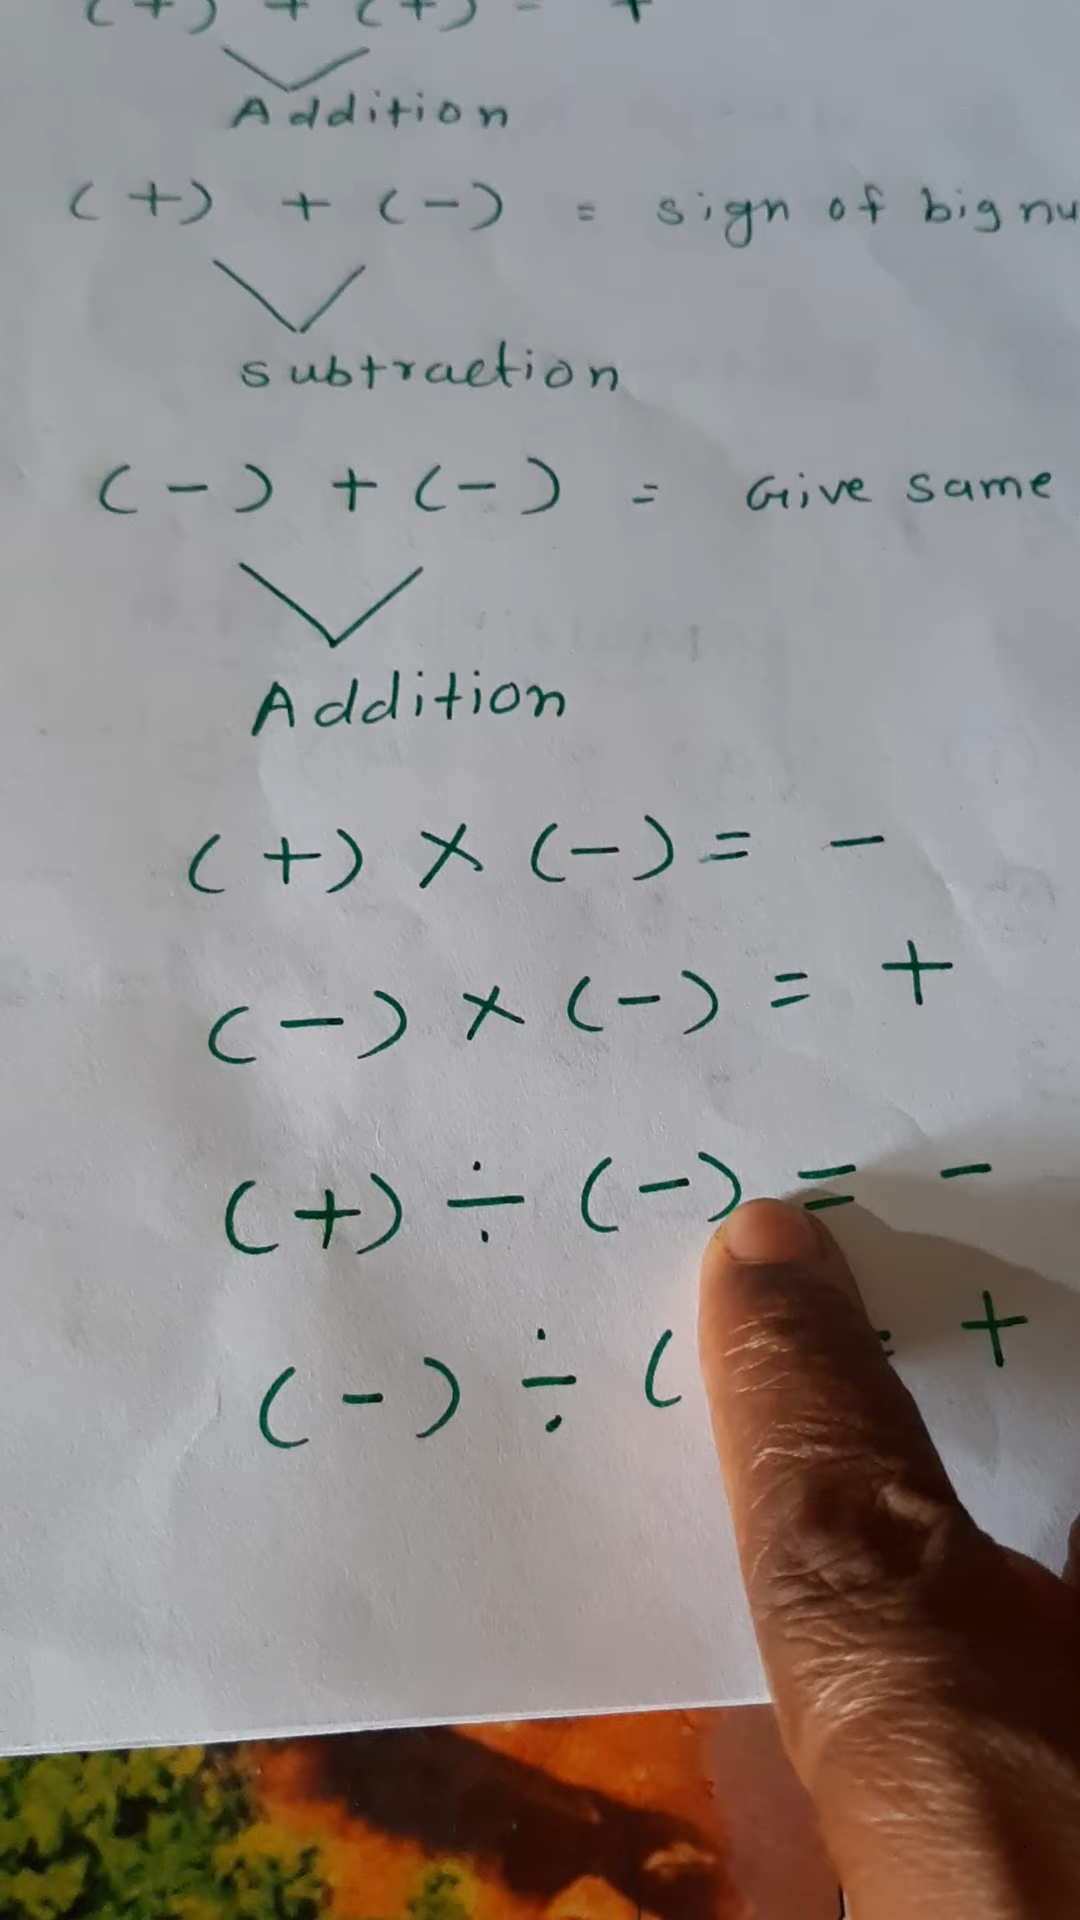 (+) + (+) = +
Addition
(+) + (-) = sign of big
subtraction
(-) + (-) = Give same
Addition
(+) × (-) = -
(-) × (-) = +
(+) ÷ (-) = -
(-) ÷ ( = +